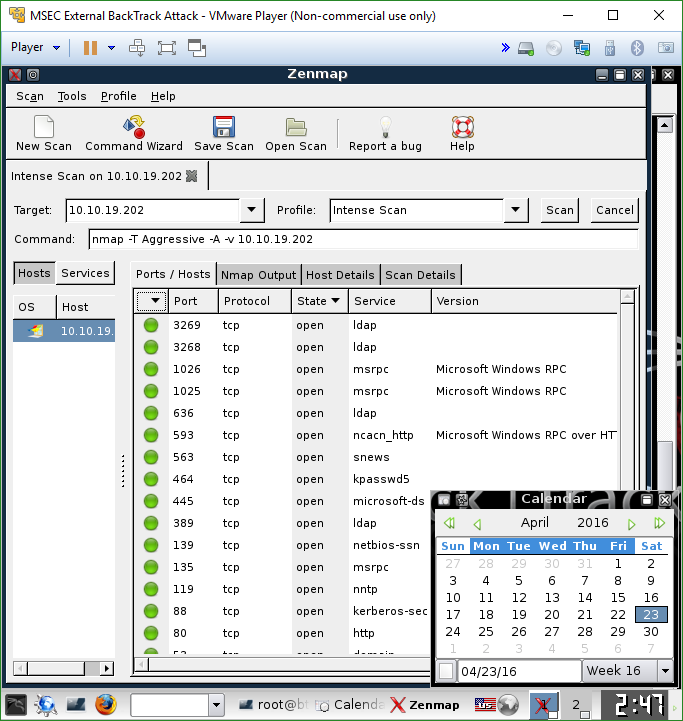 MSEC External BackTrack Attack - VMware Player (Non-commercial use only)
Player
Zenmap
Scan Tools Profile Help
New Scan Command Wizard Save Scan Open Scan Report a bug Help
Intense Scan on 10.10.19.202
Target: 10.10.19.202 Profile: Intense Scan Scan Cancel
Command: nmap -T Aggressive -A -v 10.10.19.202
Hosts Services Ports / Hosts Nmap Output Host Details Scan Details
OS Host Port Protocol State Service Version
10.10.19.
3269 tcp open ldap
3268 tcp open ldap
1026 tcp open msrpc Microsoft Windows RPC
1025 tcp open msrpc Microsoft Windows RPC
636 tcp open ldap
593 tcp open ncacn_http Microsoft Windows RPC over HT
563 tcp open snews
464 tcp open kpasswd5
445 tcp open microsoft-ds
389 tcp open ldap
139 tcp open netbios-ssn
135 tcp open msrpc
119 tcp open nntp
88 tcp open kerberos-sec
80 tcp open http
53 tcp open domain
Calendar
April 2016
Sun Mon Tue Wed Thu Fri Sat
27 28 29 30 31 1 2
3 4 5 6 7 8 9
10 11 12 13 14 15 16
17 18 19 20 21 22 23
24 25 26 27 28 29 30
1 2 3 4 5 6 7
04/23/16 Week 16
root@bt Calenda Zenmap 1 2 2:47